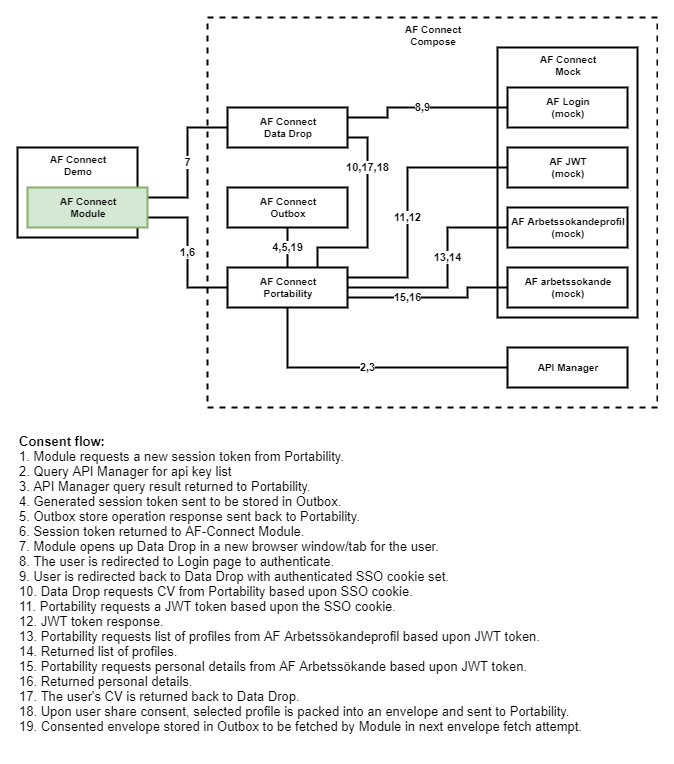 AF Connect
Compose
AF Connect
Mock
AF Login
(mock)
8,9
AF Connect
Data Drop
7
AF Connect
Demo
AF JWT
(mock)
10,17,18
AF Connect
Module
AF Connect
Outbox
11,12
AF Arbetssokandeprofil
(mock)
4,5,19
1,6
13,14
AF Connect
Portability
AF arbetssokande
(mock)
15,16
2,3
API Manager
Consent flow:
1. Module requests a new session token from Portability.
2. Query API Manager for api key list
3. API Manager query result returned to Portability.
4. Generated session token sent to be stored in Outbox.
5. Outbox store operation response sent back to Portability.
6. Session token returned to AF-Connect Module.
7. Module opens up Data Drop in a new browser window/tab for the user.
8. The user is redirected to Login page to authenticate.
9. User is redirected back to Data Drop with authenticated SSO cookie set.
10. Data Drop requests CV from Portability based upon SSO cookie.
11. Portability requests a JWT token based upon the SSO cookie.
12. JWT token response.
13. Portability requests list of profiles from AF Arbetssökandeprofil based upon JWT token.
14. Returned list of profiles.
15. Portability requests personal details from AF Arbetssökande based upon JWT token.
16. Returned personal details.
17. The user's CV is returned back to Data Drop.
18. Upon user share consent, selected profile is packed into an envelope and sent to Portability.
19. Consented envelope stored in Outbox to be fetched by Module in next envelope fetch attempt.